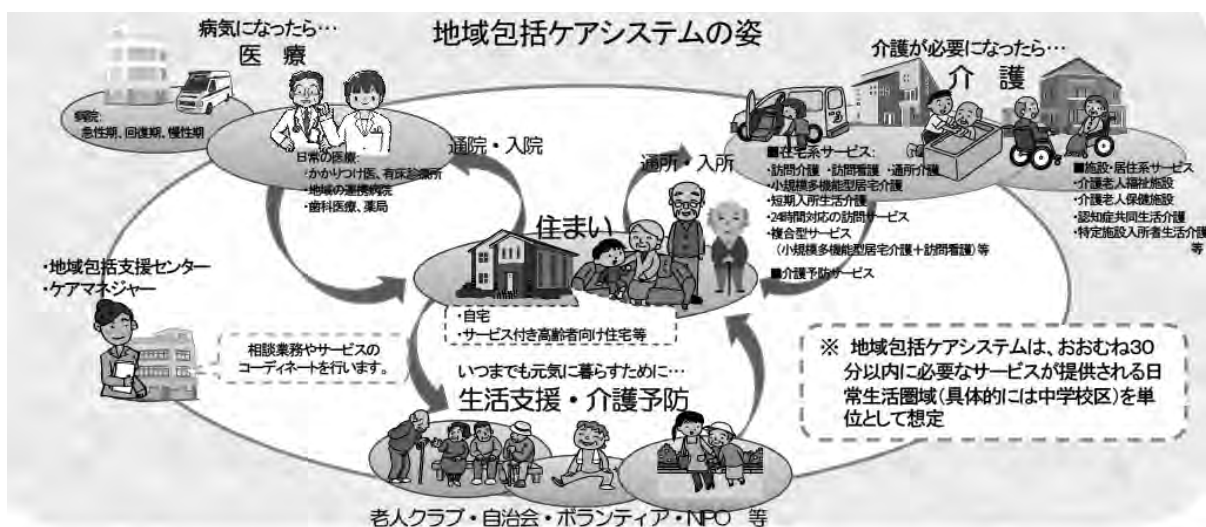 地域包括ケアシステムの姿
病気になったら…
医 療
病院:
急性期、回復期、慢性期
日常の医療:
・かかりつけ医、有床診療所
・地域の連携病院
・歯科医療、薬局
通院・入院
通所・入所
介護が必要になったら…
介 護
■在宅系サービス:
・訪問介護 ・訪問看護 ・通所介護
・小規模多機能型居宅介護
・短期入所生活介護
・24時間対応の訪問サービス
・複合型サービス
(小規模多機能型居宅介護+訪問看護)等
■介護予防サービス
■施設・居住系サービス
・介護老人福祉施設
・介護老人保健施設
・認知症共同生活介護
・特定施設入所者生活介護
等
住まい
・自宅
・サービス付き高齢者向け住宅等
・地域包括支援センター
・ケアマネジャー
相談業務やサービスの
コーディネートを行います。
いつまでも元気に暮らすために…
生活支援・介護予防
老人クラブ・自治会・ボランティア・NPO 等
※ 地域包括ケアシステムは、おおむね30
分以内に必要なサービスが提供される日
常生活圏域(具体的には中学校区)を単
位として想定